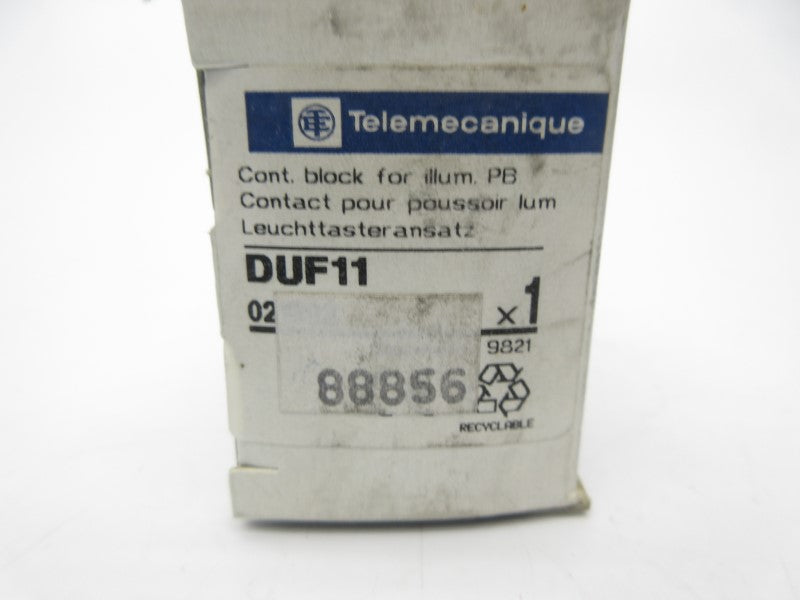 Telemecanique
Cont. block for illum. PB
Contact pour poussoir lum
Leuchttasteransatz
DUF11
02
x1
9821
88856
RECYCLABLE